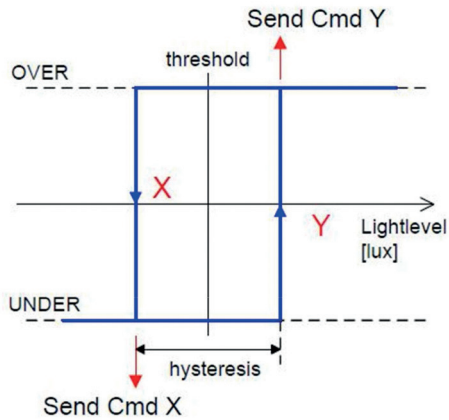 Send Cmd Y
threshold
OVER
X
Y
Lightlevel
[lux]
UNDER
hysteresis
Send Cmd X